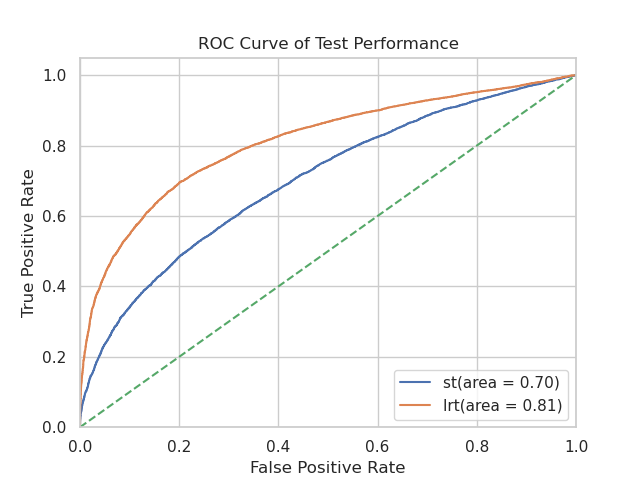 ROC Curve of Test Performance
True Positive Rate
1.0
0.8
0.6
0.4
0.2
0.0
0.0 0.2 0.4 0.6 0.8 1.0
False Positive Rate
st(area = 0.70)
lrt(area = 0.81)